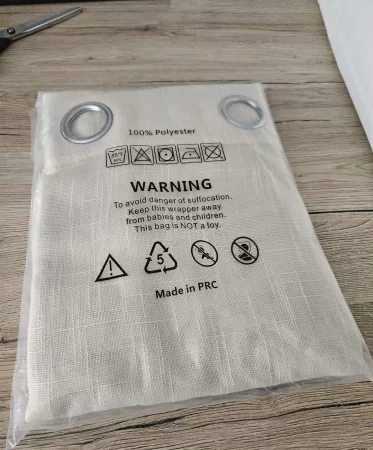 100% Polyester
WARNING
To avoid danger of suffocation.
Keep this wrapper away
from babies and children.
This bag is NOT a toy.
5
Made in PRC